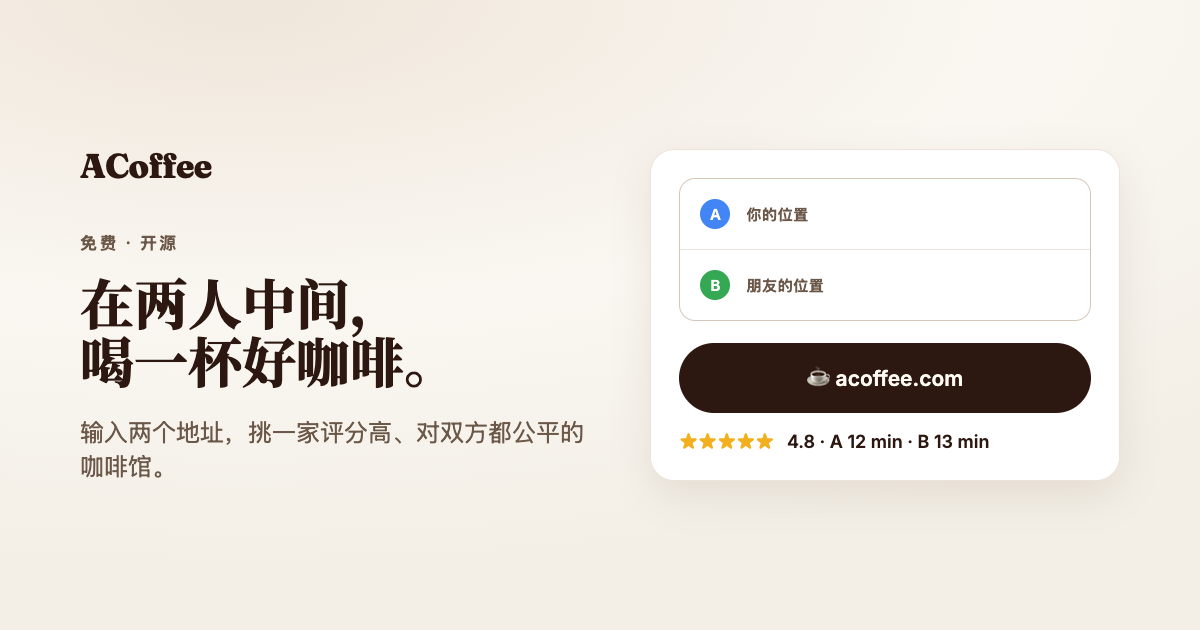 ACoffee
免费 · 开源
在两人中间，
喝一杯好咖啡。
输入两个地址，挑一家评分高、对双方都公平的
咖啡馆。
A 你的位置
B 朋友的位置
☕ acoffee.com
★★★★★ 4.8 · A 12 min · B 13 min